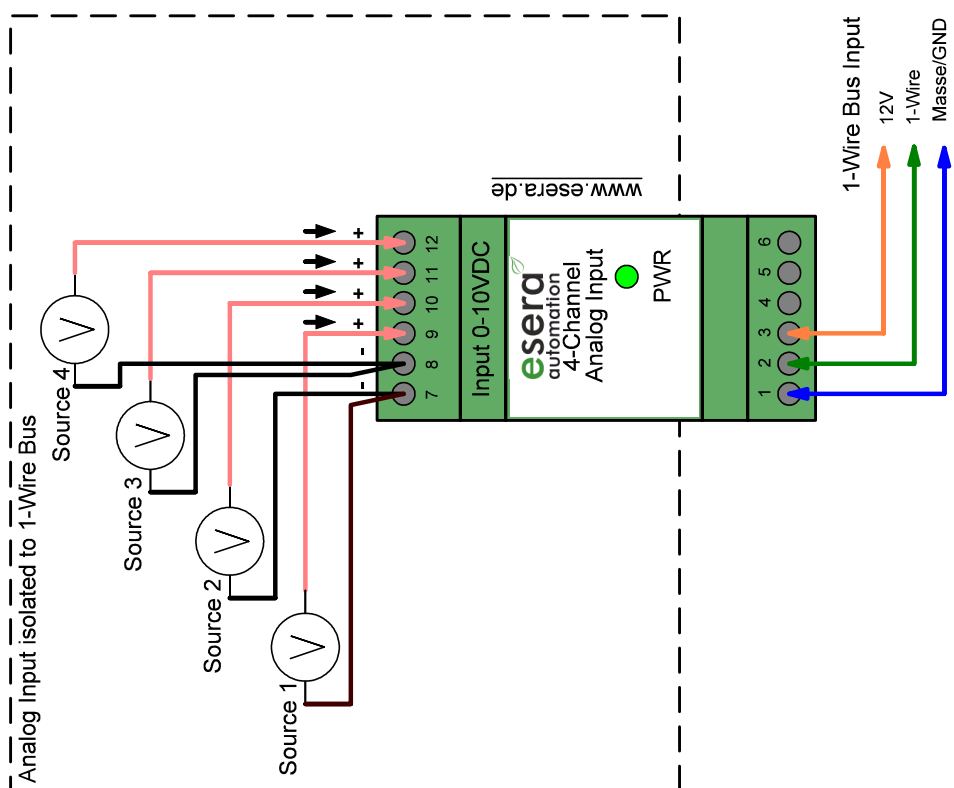 Analog Input isolated to 1-Wire Bus
Source 4
V
Source 3
V
Source 2
V
Source 1
V
+
+
+
+
-
-
12
11
10
9
8
7
Input 0-10VDC
esera
automation
4-Channel
Analog Input
PWR
www.esera.de
6
5
4
3
2
1
1-Wire Bus Input
12V
1-Wire
Masse/GND